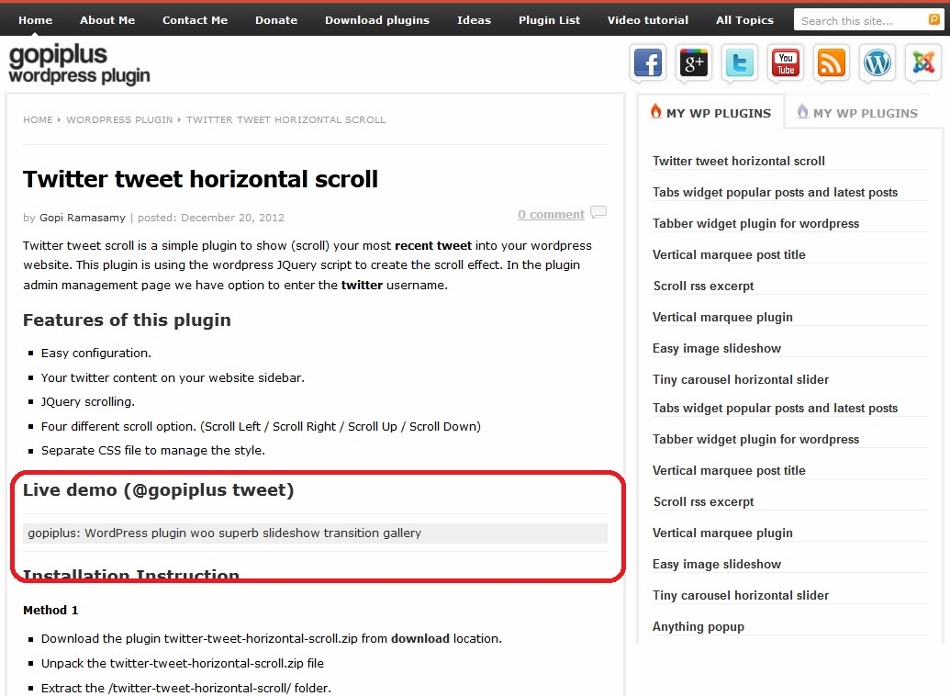 Home About Me Contact Me Donate Download plugins Ideas Plugin List Video tutorial All Topics Search this site...
gopiplus
wordpress plugin
f g+ t You Tube
HOME WORDPRESS PLUGIN TWITTER TWEET HORIZONTAL SCROLL
Twitter tweet horizontal scroll
by Gopi Ramasamy | posted: December 20, 2012
0 comment
Twitter tweet scroll is a simple plugin to show (scroll) your most recent tweet into your wordpress
website. This plugin is using the wordpress JQuery script to create the scroll effect. In the plugin
admin management page we have option to enter the twitter username.
Features of this plugin
Easy configuration.
Your twitter content on your website sidebar.
JQuery scrolling.
Four different scroll option. (Scroll Left / Scroll Right / Scroll Up / Scroll Down)
Separate CSS file to manage the style.
Live demo (@gopiplus tweet)
gopiplus: WordPress plugin woo superb slideshow transition gallery
Installation Instruction
Method 1
Download the plugin twitter-tweet-horizontal-scroll.zip from download location.
Unpack the twitter-tweet-horizontal-scroll.zip file
Extract the /twitter-tweet-horizontal-scroll/ folder.
MY WP PLUGINS MY WP PLUGINS
Twitter tweet horizontal scroll
Tabs widget popular posts and latest posts
Tabber widget plugin for wordpress
Vertical marquee post title
Scroll rss excerpt
Vertical marquee plugin
Easy image slideshow
Tiny carousel horizontal slider
Tabs widget popular posts and latest posts
Tabber widget plugin for wordpress
Vertical marquee post title
Scroll rss excerpt
Vertical marquee plugin
Easy image slideshow
Tiny carousel horizontal slider
Anything popup